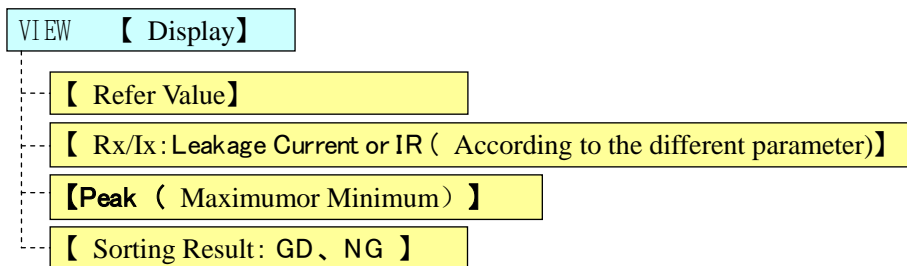 VIEW 【 Display】
【 Refer Value】
【 Rx/Ix：Leakage Current or IR（ According to the different parameter)】
【Peak （ Maximumor Minimum）】
【 Sorting Result：GD、NG 】